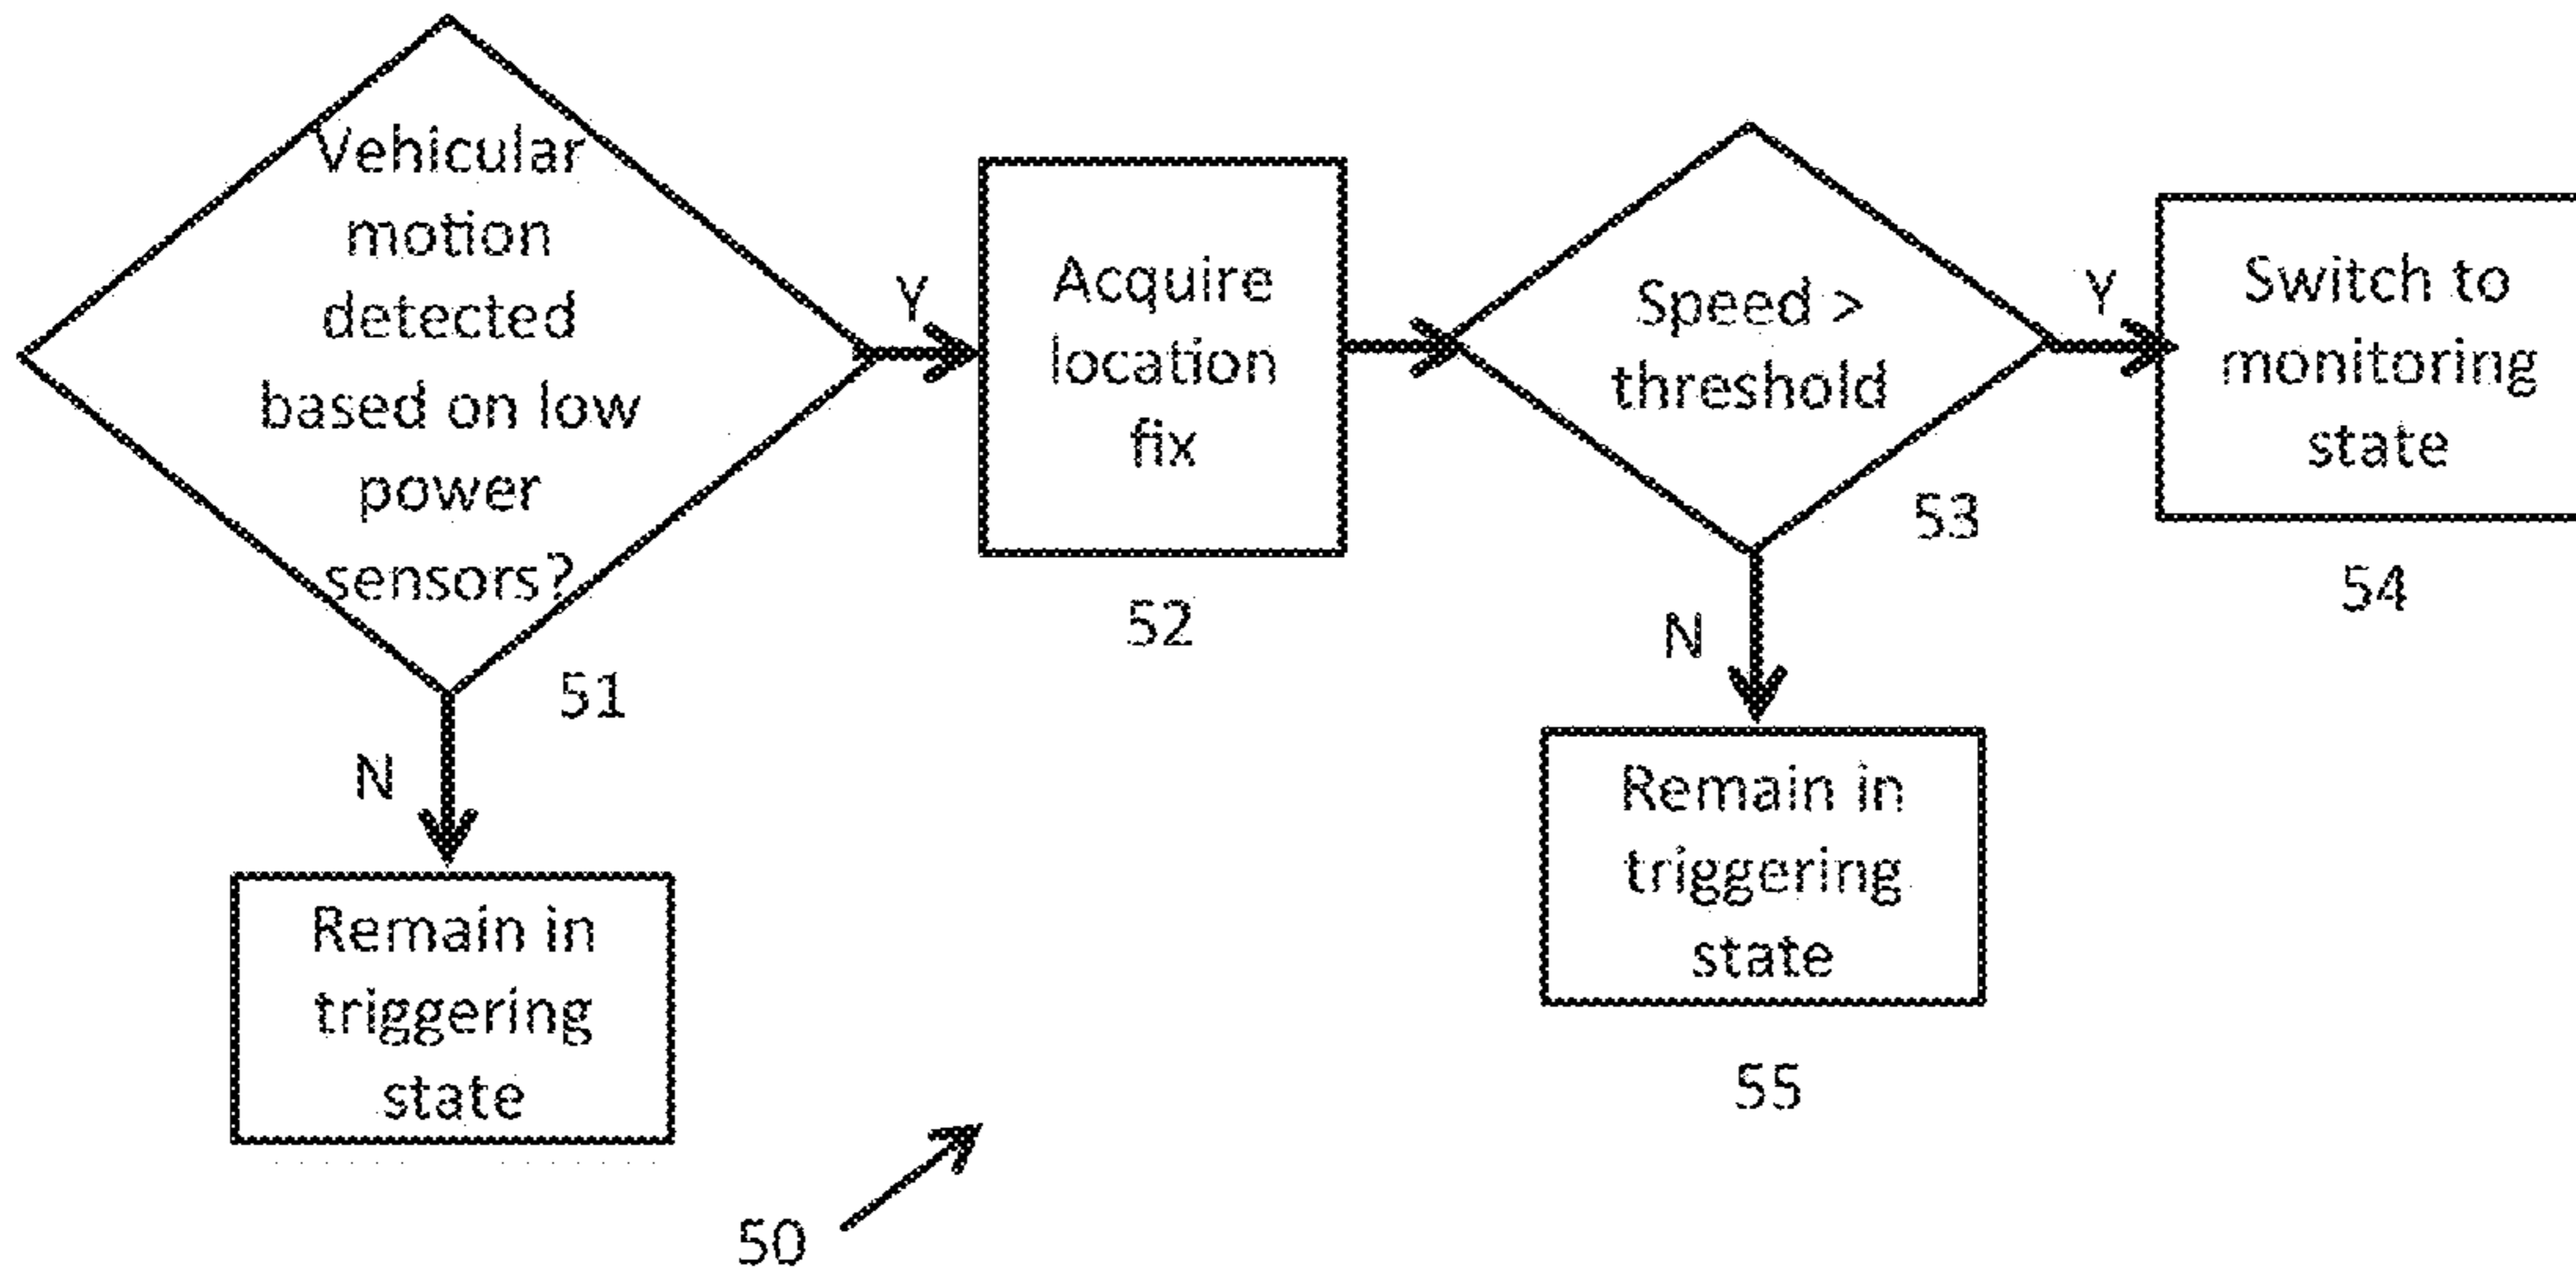 Vehicular
motion
detected
based on low
power
sensors?
51
Y
N
Remain in
triggering
state
Acquire
location
fix
52
Speed >
threshold
53
Y
N
Switch to
monitoring
state
54
Remain in
triggering
state
55
50